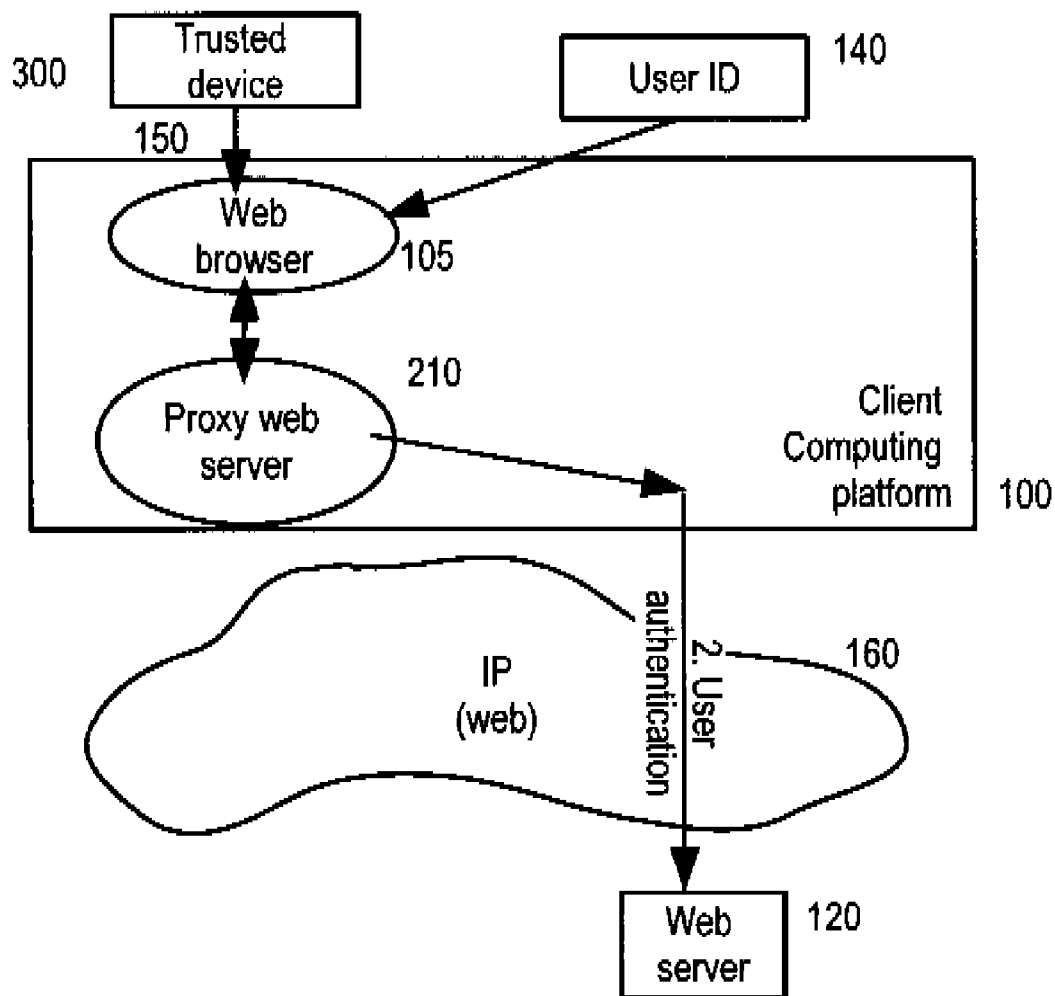 300
Trusted
device
User ID
140
150
Web
browser
105
210
Proxy web
server
Client
Computing
platform
100
2. User
authentication
160
IP
(web)
Web
server
120